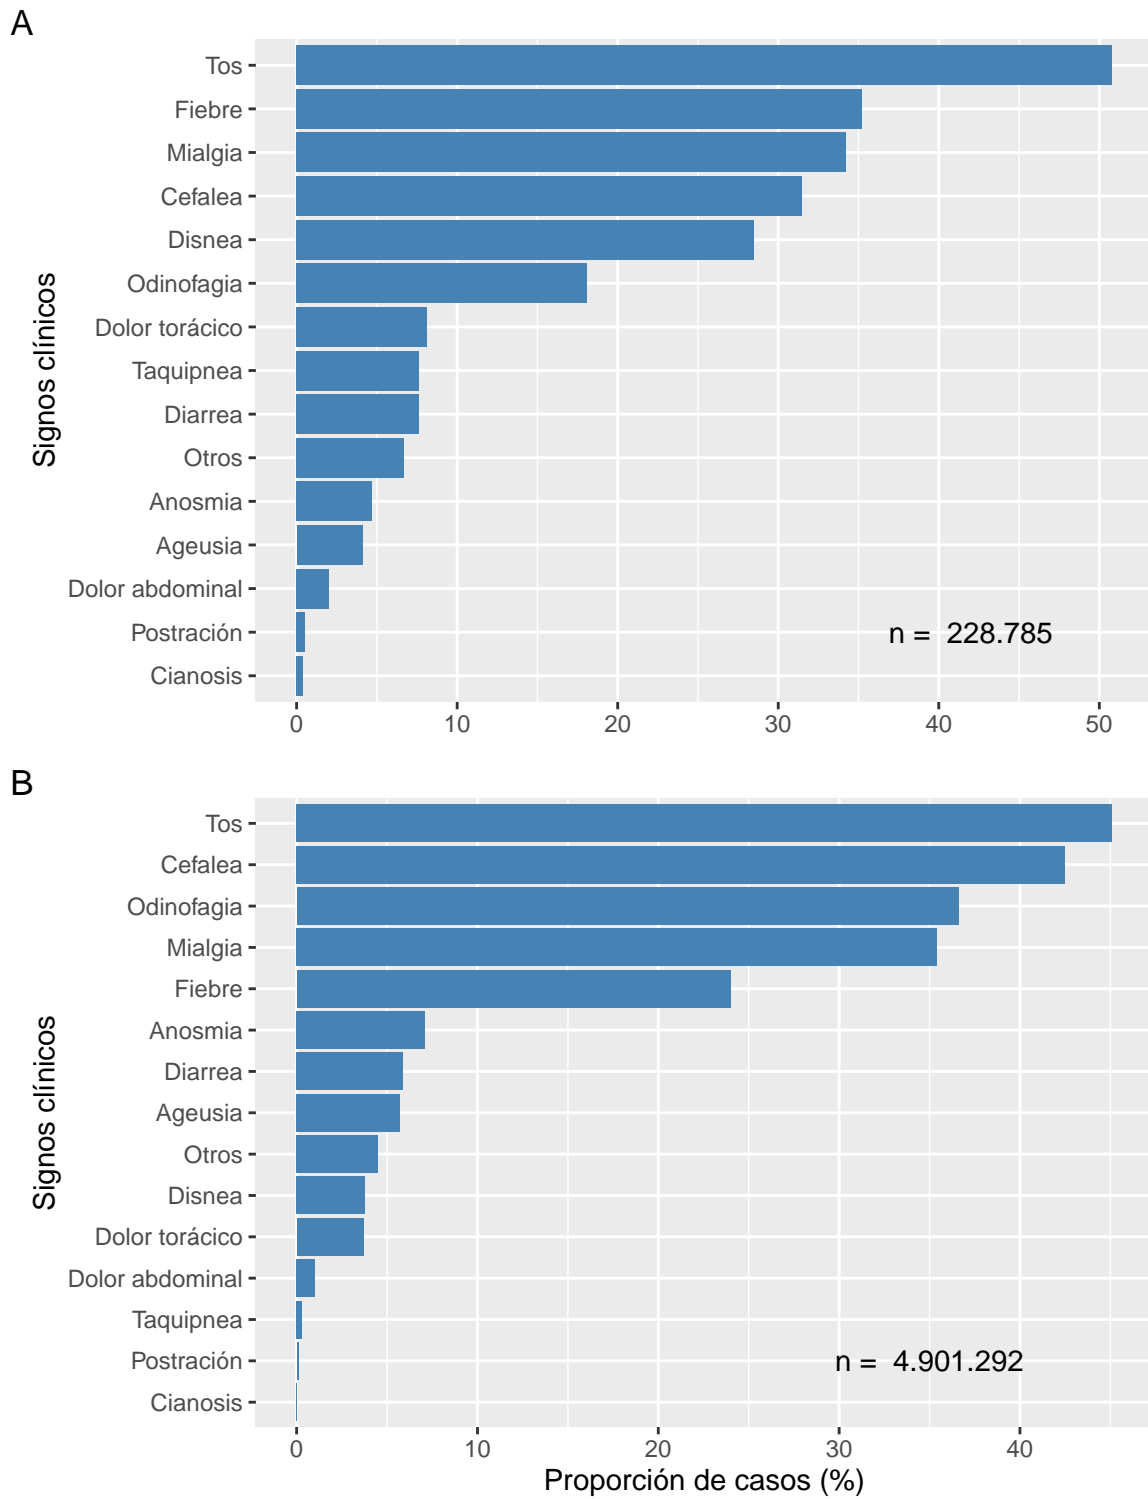 A
Signos clínicos
Tos
Fiebre
Mialgia
Cefalea
Disnea
Odinofagia
Dolor torácico
Taquipnea
Diarrea
Otros
Anosmia
Ageusia
Dolor abdominal
Postración
Cianosis
n = 228.785
0 10 20 30 40 50
B
Signos clínicos
Tos
Cefalea
Odinofagia
Mialgia
Fiebre
Anosmia
Diarrea
Ageusia
Otros
Disnea
Dolor torácico
Dolor abdominal
Taquipnea
Postración
Cianosis
n = 4.901.292
0 10 20 30 40
Proporción de casos (%)